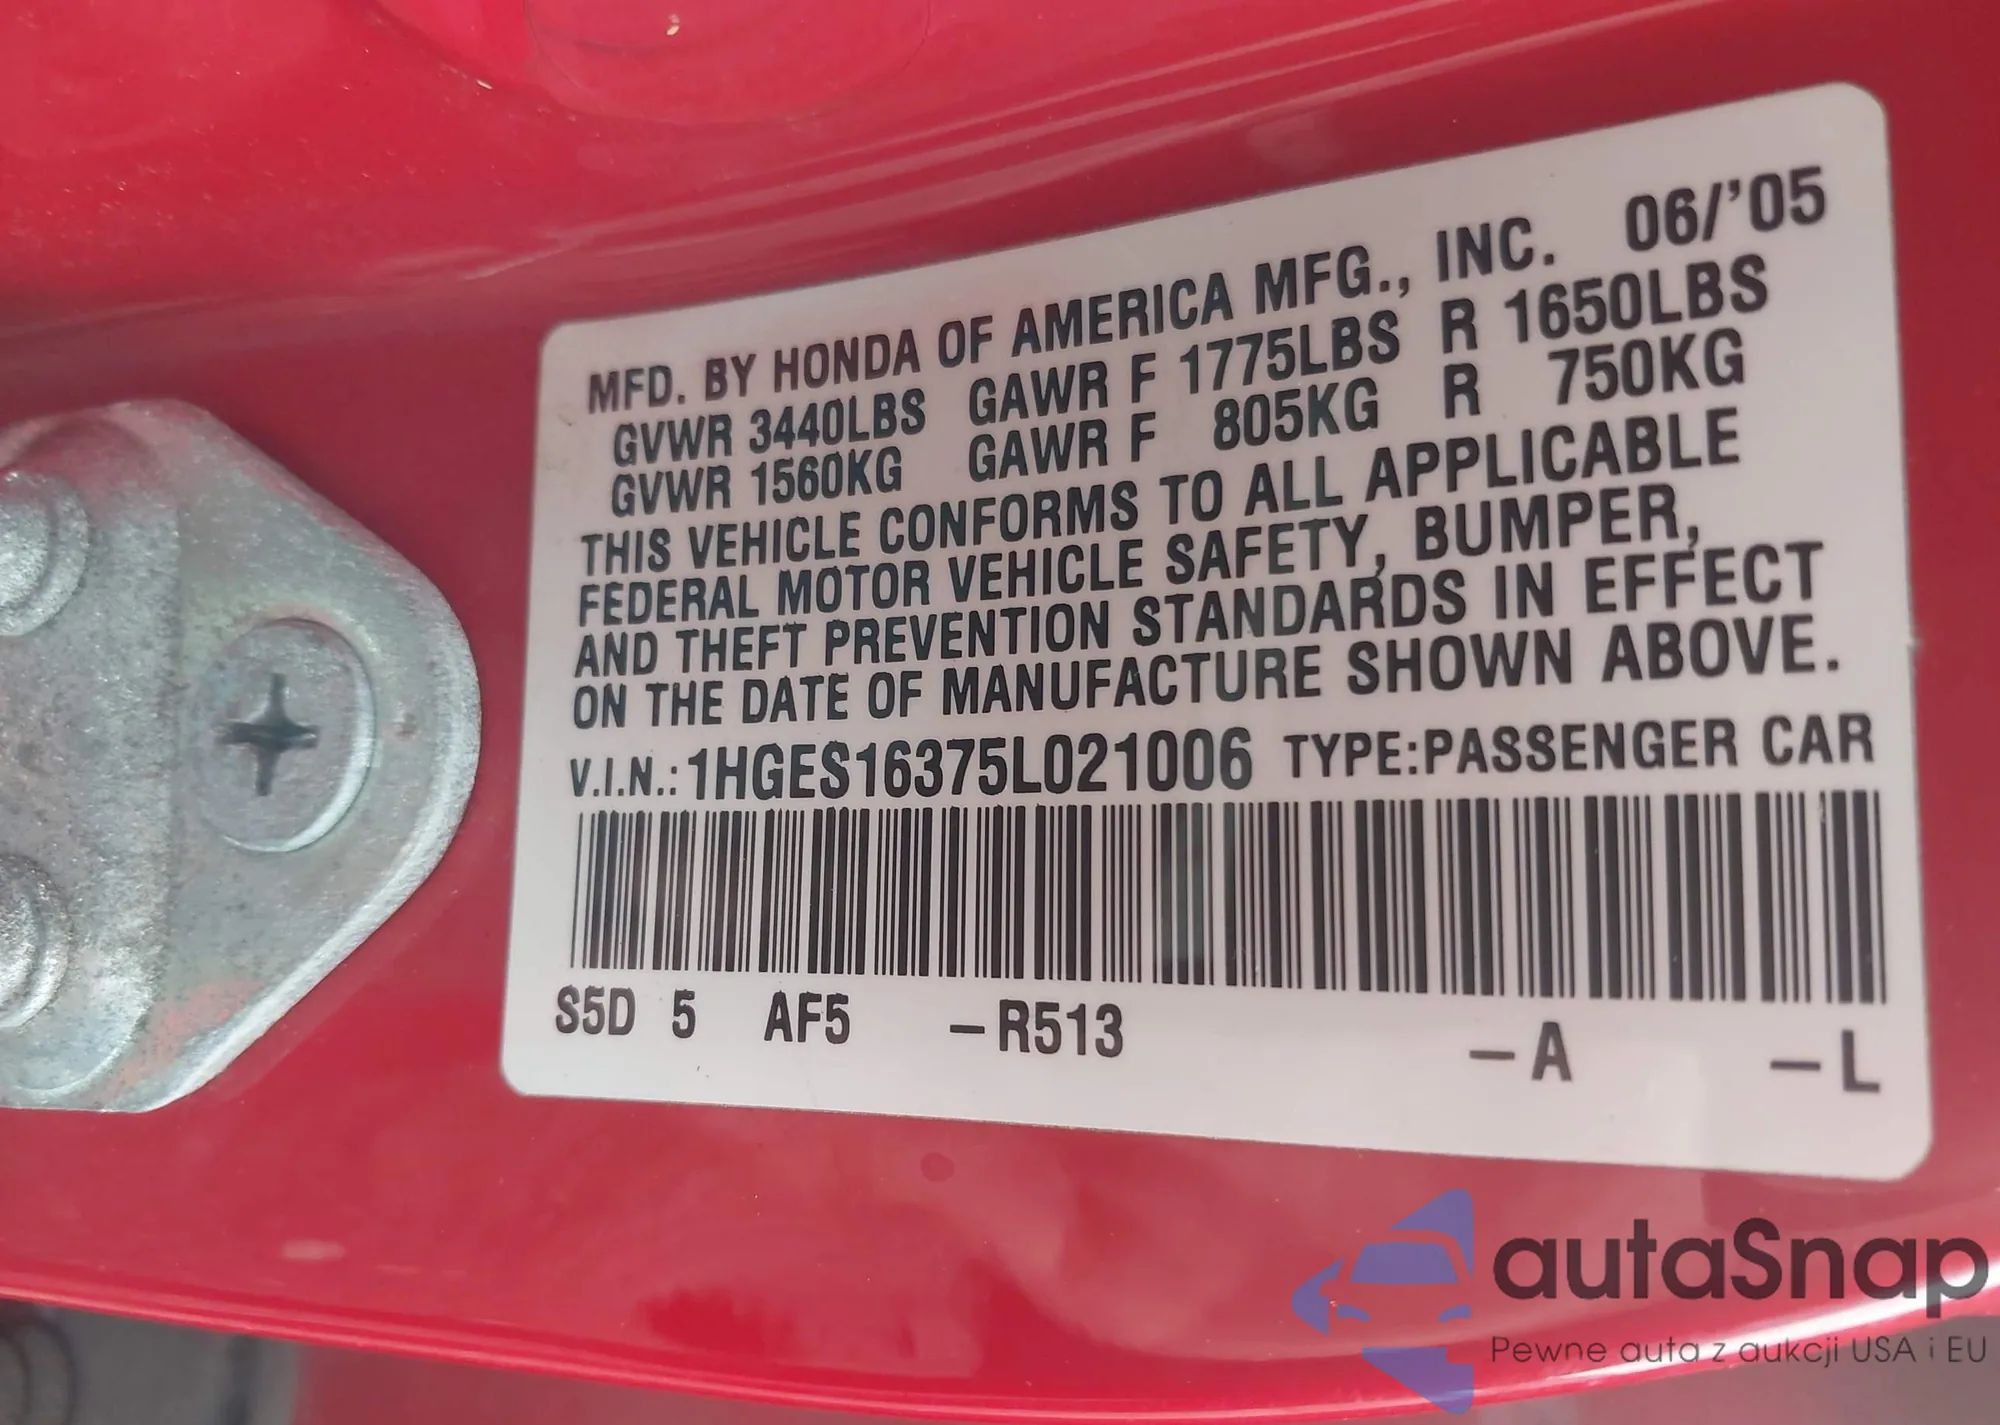 MFD. BY HONDA OF AMERICA MFG., INC. 06/'05
GVWR 3440LBS GAWR F 1775LBS R 1650LBS
GVWR 1560KG GAWR F 805KG R 750KG
THIS VEHICLE CONFORMS TO ALL APPLICABLE
FEDERAL MOTOR VEHICLE SAFETY, BUMPER,
AND THEFT PREVENTION STANDARDS IN EFFECT
ON THE DATE OF MANUFACTURE SHOWN ABOVE.
V.I.N.: 1HGES16375L021006 TYPE:PASSENGER CAR
S5D 5 AF5 –R513 –A –L
autaSnap
Pewne auta z aukcji USA i EU